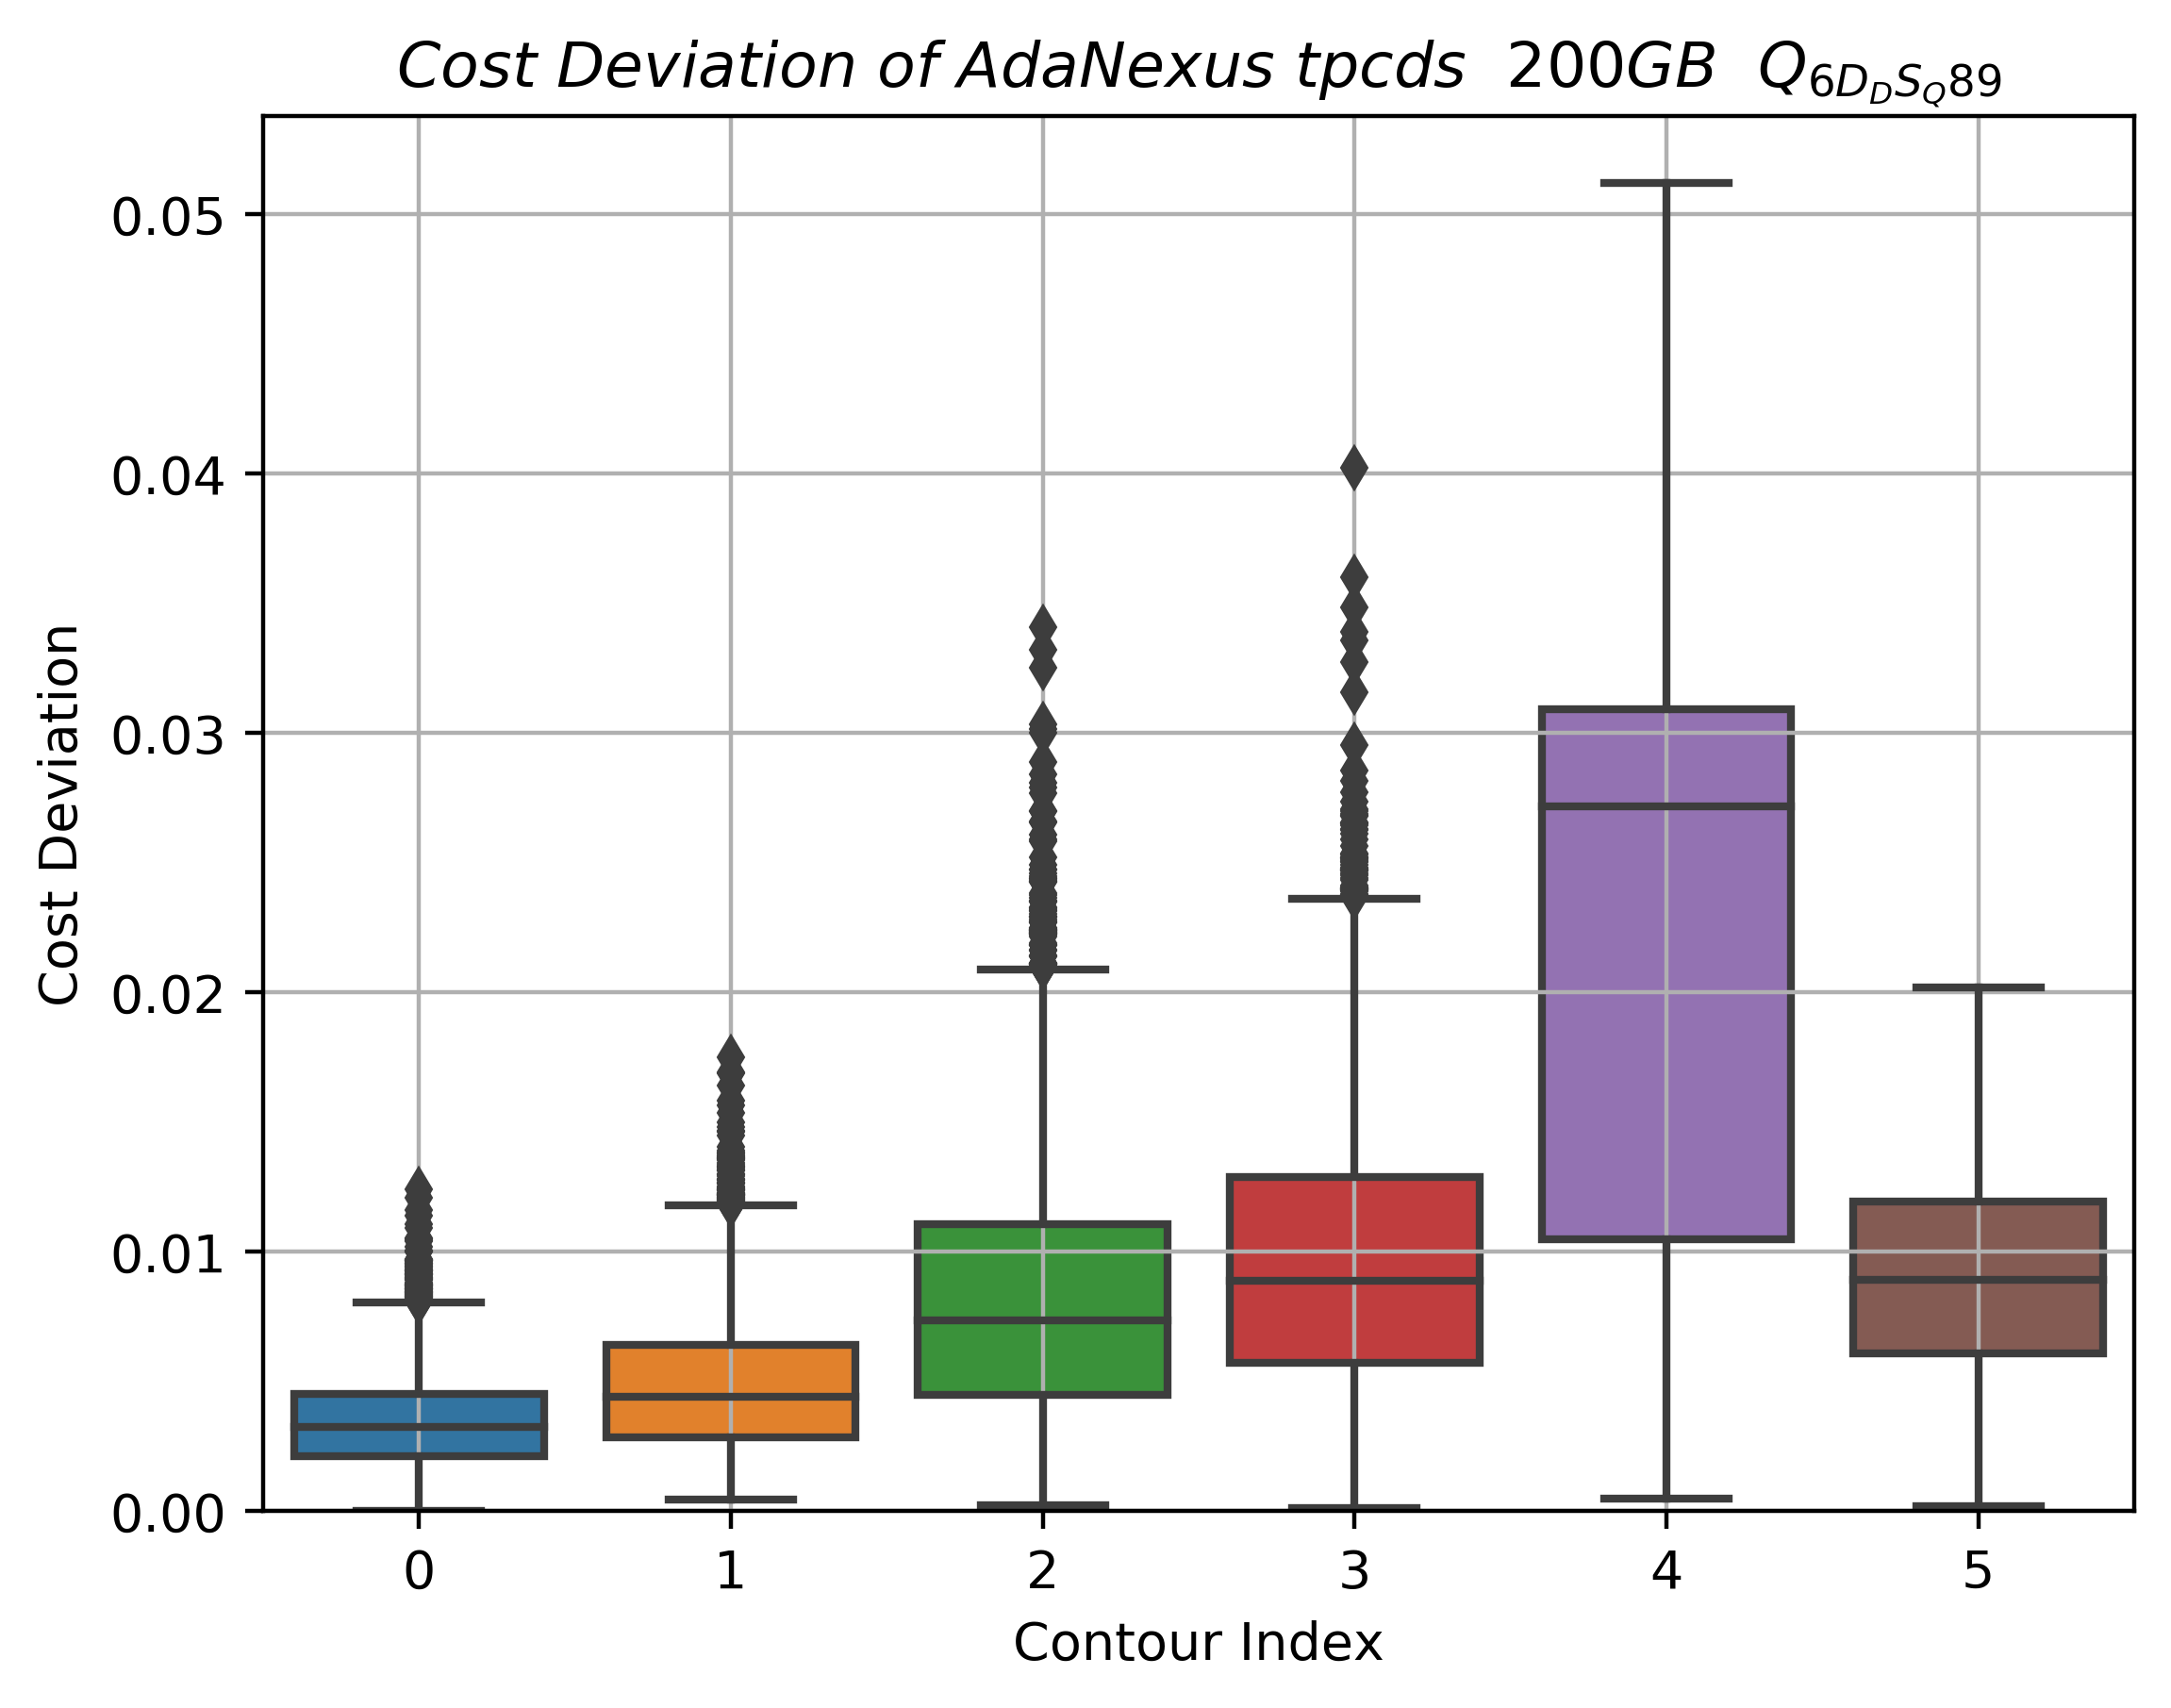 Cost Deviation of AdaNexus tpcds 200GB Q6DDSQ89
0.05
0.04
0.03
0.02
0.01
0.00
Cost Deviation
0 1 2 3 4 5
Contour Index